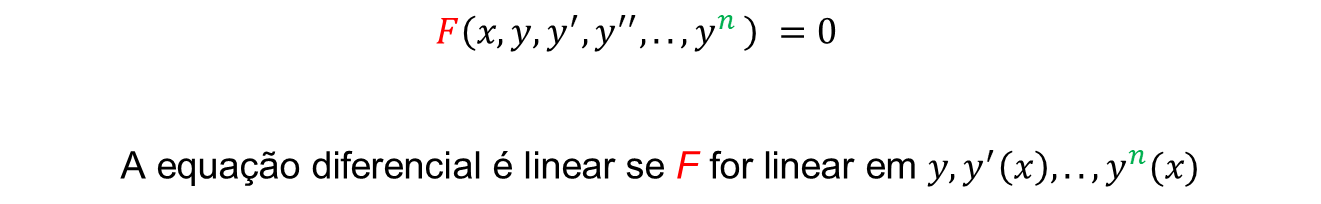 F(x, y, y′, y′′, . . , yⁿ ) = 0
A equação diferencial é linear se F for linear em y, y′(x), . . , yⁿ(x)